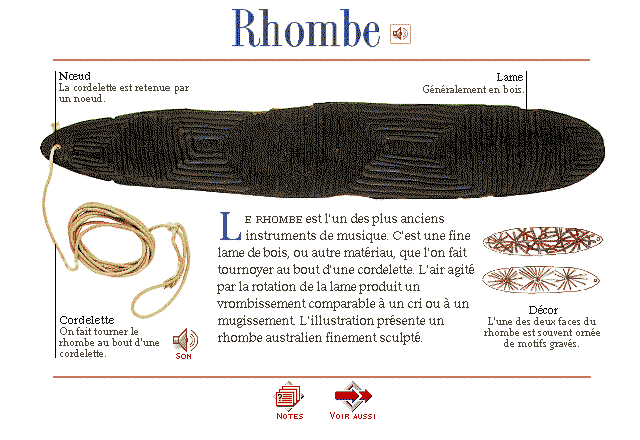 Rhombe
Nœud
La cordelette est retenue par
un noeud.
Lame
Généralement en bois.
LE RHOMBE est l'un des plus anciens
instruments de musique. C'est une fine
lame de bois, ou autre matériau, que l'on fait
tournoyer au bout d'une cordelette. L'air agité
par la rotation de la lame produit un
vrombissement comparable à un cri ou à un
mugissement. L'illustration présente un
rhombe australien finement sculpté.
Cordelette
On fait tourner le
rhombe au bout d'une
cordelette.
SON
Décor
L'une des deux faces du
rhombe est souvent ornée
de motifs gravés.
NOTES
VOIR AUSSI